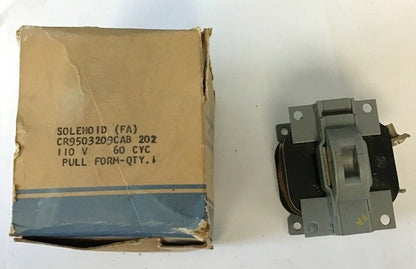 SOLENOID (FA)
CR9503209CAB 202
110 V 60 CYC
PULL FORM-QTY.1